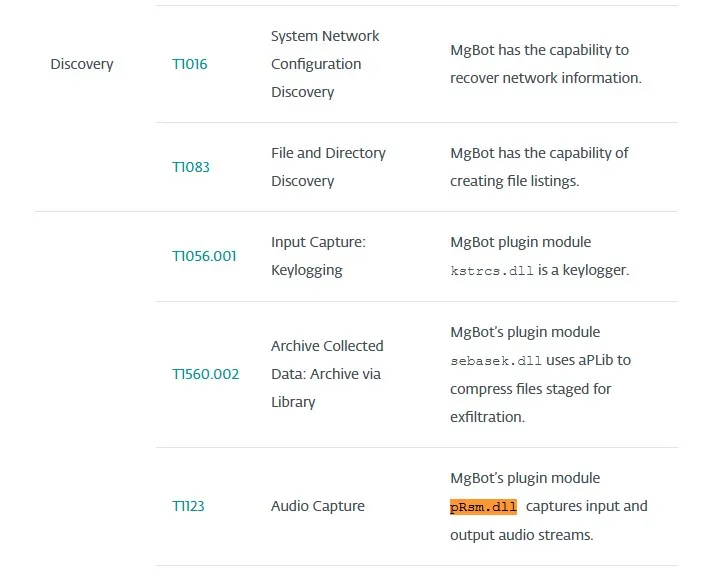 System Network
Configuration
Discovery
Discovery
T1016
MgBot has the capability to
recover network information.
File and Directory
Discovery
T1083
MgBot has the capability of
creating file listings.
Input Capture:
Keylogging
T1056.001
MgBot plugin module
kstrcs.dll is a keylogger.
Archive Collected
Data: Archive via
Library
T1560.002
MgBot's plugin module
sebasek.dll uses aPLib to
compress files staged for
exfiltration.
T1123
Audio Capture
MgBot's plugin module
pRsm.dll captures input and
output audio streams.